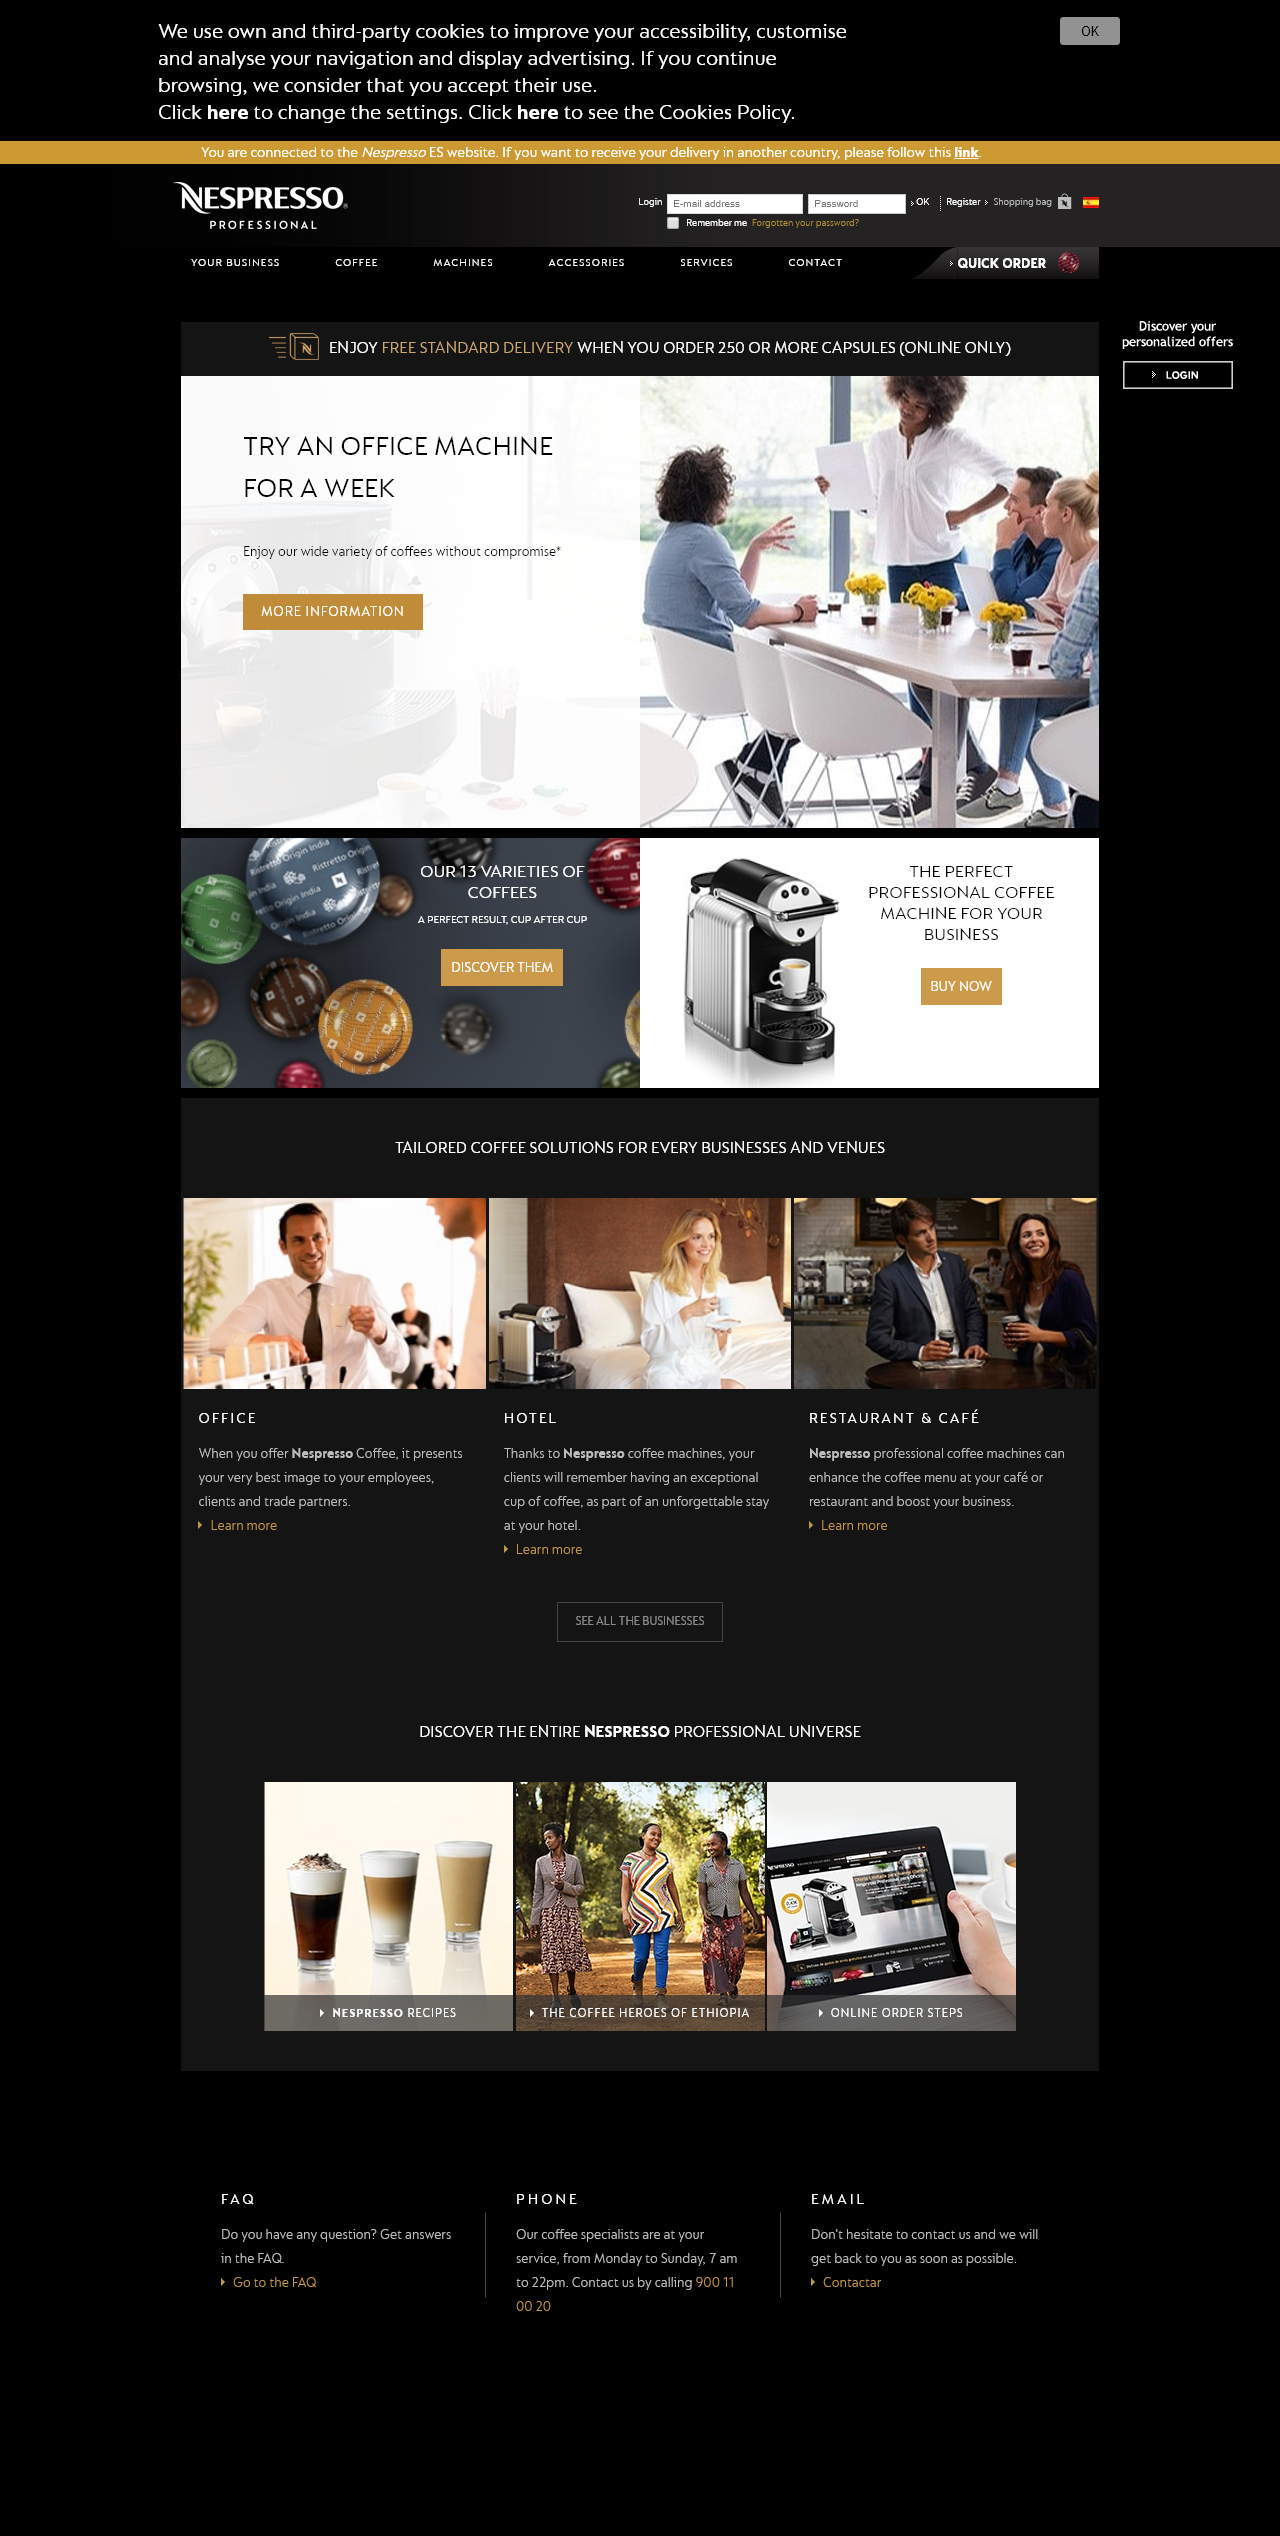 We use own and third-party cookies to improve your accessibility, customise
and analyse your navigation and display advertising. If you continue
browsing, we consider that you accept their use.
Click here to change the settings. Click here to see the Cookies Policy.
OK
You are connected to the Nespresso ES website. If you want to receive your delivery in another country, please follow this link.
NESPRESSO
PROFESSIONAL
Login E-mail address Password OK Register Shopping bag
Remember me Forgotten your password?
YOUR BUSINESS COFFEE MACHINES ACCESSORIES SERVICES CONTACT QUICK ORDER
Discover your
personalized offers
LOGIN
ENJOY FREE STANDARD DELIVERY WHEN YOU ORDER 250 OR MORE CAPSULES (ONLINE ONLY)
TRY AN OFFICE MACHINE
FOR A WEEK
Enjoy our wide variety of coffees without compromise*
MORE INFORMATION
Ristretto Origin India
Ristretto Origin India
OUR 13 VARIETIES OF
COFFEES
A PERFECT RESULT, CUP AFTER CUP
DISCOVER THEM
THE PERFECT
PROFESSIONAL COFFEE
MACHINE FOR YOUR
BUSINESS
BUY NOW
TAILORED COFFEE SOLUTIONS FOR EVERY BUSINESSES AND VENUES
OFFICE
When you offer Nespresso Coffee, it presents
your very best image to your employees,
clients and trade partners.
Learn more
HOTEL
Thanks to Nespresso coffee machines, your
clients will remember having an exceptional
cup of coffee, as part of an unforgettable stay
at your hotel.
Learn more
RESTAURANT & CAFÉ
Nespresso professional coffee machines can
enhance the coffee menu at your café or
restaurant and boost your business.
Learn more
SEE ALL THE BUSINESSES
DISCOVER THE ENTIRE NESPRESSO PROFESSIONAL UNIVERSE
NESPRESSO RECIPES
THE COFFEE HEROES OF ETHIOPIA
ONLINE ORDER STEPS
FAQ
Do you have any question? Get answers
in the FAQ.
Go to the FAQ
PHONE
Our coffee specialists are at your
service, from Monday to Sunday, 7 am
to 22pm. Contact us by calling 900 11
00 20
EMAIL
Don't hesitate to contact us and we will
get back to you as soon as possible.
Contactar